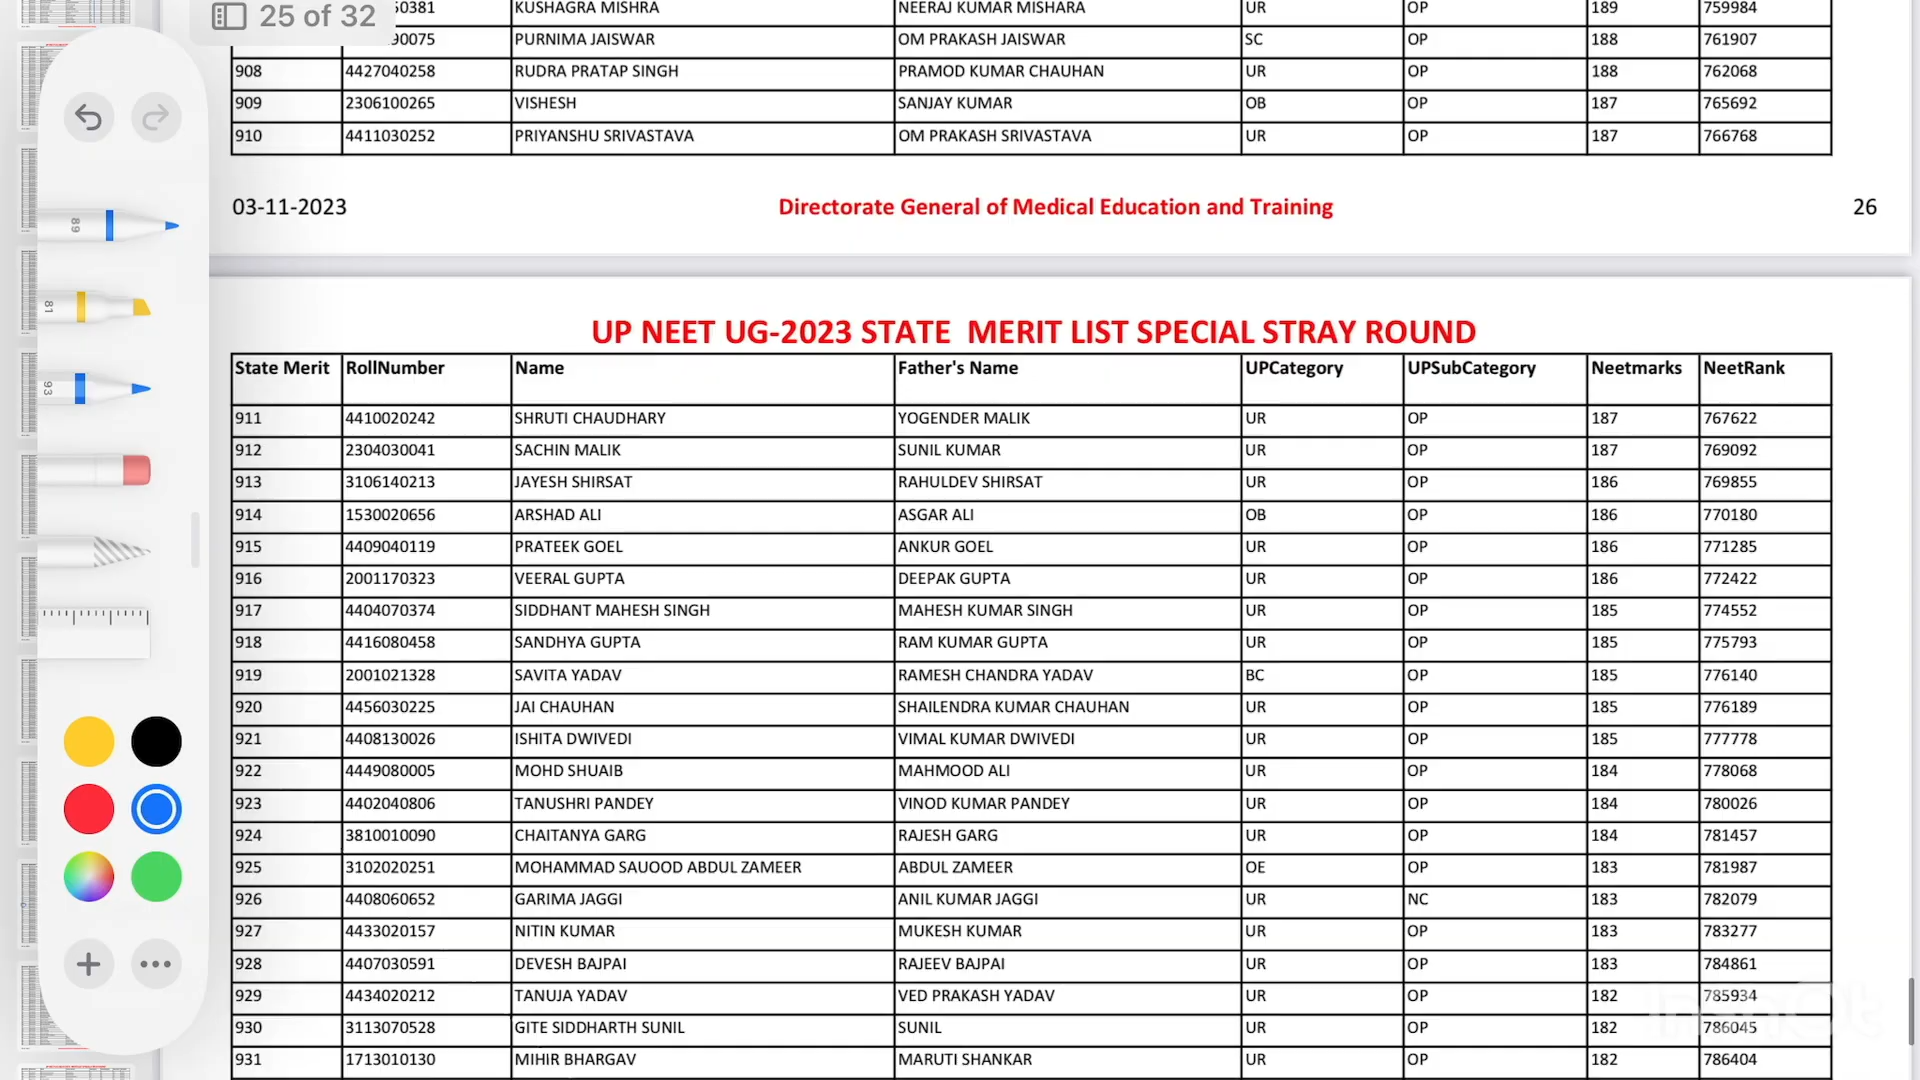 25 of 32
50381 KUSHAGRA MISHRA NEERAJ KUMAR MISHARA UR OP 189 759984
90075 PURNIMA JAISWAR OM PRAKASH JAISWAR SC OP 188 761907
908 4427040258 RUDRA PRATAP SINGH PRAMOD KUMAR CHAUHAN UR OP 188 762068
909 2306100265 VISHESH SANJAY KUMAR OB OP 187 765692
910 4411030252 PRIYANSHU SRIVASTAVA OM PRAKASH SRIVASTAVA UR OP 187 766768
03-11-2023 Directorate General of Medical Education and Training 26
UP NEET UG-2023 STATE MERIT LIST SPECIAL STRAY ROUND
State Merit RollNumber Name Father's Name UPCategory UPSubCategory Neetmarks NeetRank
911 4410020242 SHRUTI CHAUDHARY YOGENDER MALIK UR OP 187 767622
912 2304030041 SACHIN MALIK SUNIL KUMAR UR OP 187 769092
913 3106140213 JAYESH SHIRSAT RAHULDEV SHIRSAT UR OP 186 769855
914 1530020656 ARSHAD ALI ASGAR ALI OB OP 186 770180
915 4409040119 PRATEEK GOEL ANKUR GOEL UR OP 186 771285
916 2001170323 VEERAL GUPTA DEEPAK GUPTA UR OP 186 772422
917 4404070374 SIDDHANT MAHESH SINGH MAHESH KUMAR SINGH UR OP 185 774552
918 4416080458 SANDHYA GUPTA RAM KUMAR GUPTA UR OP 185 775793
919 2001021328 SAVITA YADAV RAMESH CHANDRA YADAV BC OP 185 776140
920 4456030225 JAI CHAUHAN SHAILENDRA KUMAR CHAUHAN UR OP 185 776189
921 4408130026 ISHITA DWIVEDI VIMAL KUMAR DWIVEDI UR OP 185 777778
922 4449080005 MOHD SHUAIB MAHMOOD ALI UR OP 184 778068
923 4402040806 TANUSHRI PANDEY VINOD KUMAR PANDEY UR OP 184 780026
924 3810010090 CHAITANYA GARG RAJESH GARG UR OP 184 781457
925 3102020251 MOHAMMAD SAUOOD ABDUL ZAMEER ABDUL ZAMEER OE OP 183 781987
926 4408060652 GARIMA JAGGI ANIL KUMAR JAGGI UR NC 183 782079
927 4433020157 NITIN KUMAR MUKESH KUMAR UR OP 183 783277
928 4407030591 DEVESH BAJPAI RAJEEV BAJPAI UR OP 183 784861
929 4434020212 TANUJA YADAV VED PRAKASH YADAV UR OP 182 785934
930 3113070528 GITE SIDDHARTH SUNIL SUNIL UR OP 182 786045
931 1713010130 MIHIR BHARGAV MARUTI SHANKAR UR OP 182 786404
89
81
93